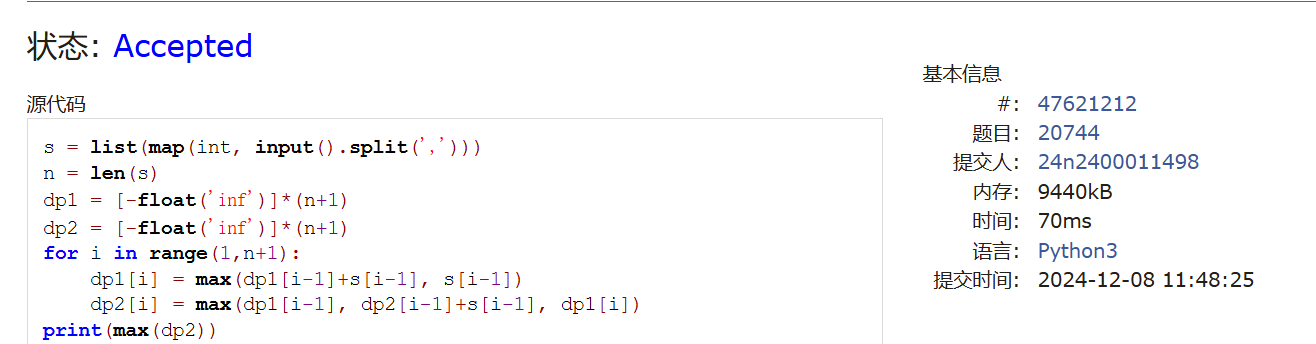 状态: Accepted
源代码
s = list(map(int, input().split(',')))
n = len(s)
dp1 = [-float('inf')]*(n+1)
dp2 = [-float('inf')]*(n+1)
for i in range(1,n+1):
    dp1[i] = max(dp1[i-1]+s[i-1], s[i-1])
    dp2[i] = max(dp1[i-1], dp2[i-1]+s[i-1], dp1[i])
print(max(dp2))
基本信息
#: 47621212
题目: 20744
提交人: 24n2400011498
内存: 9440kB
时间: 70ms
语言: Python3
提交时间: 2024-12-08 11:48:25